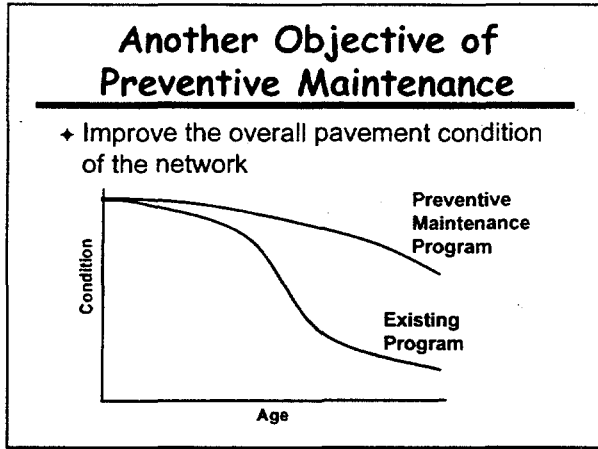 Another Objective of
Preventive Maintenance
Improve the overall pavement condition
of the network
Preventive
Maintenance
Program
Condition
Existing
Program
Age